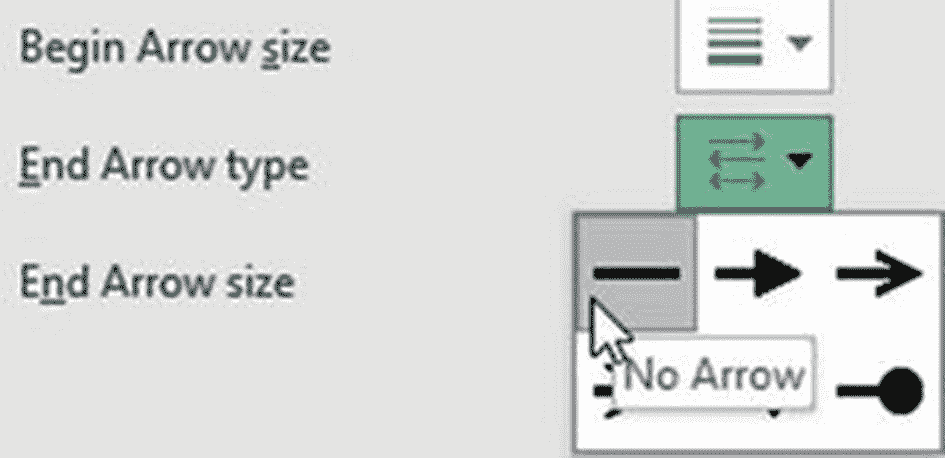 Begin Arrow size
End Arrow type
End Arrow size
No Arrow